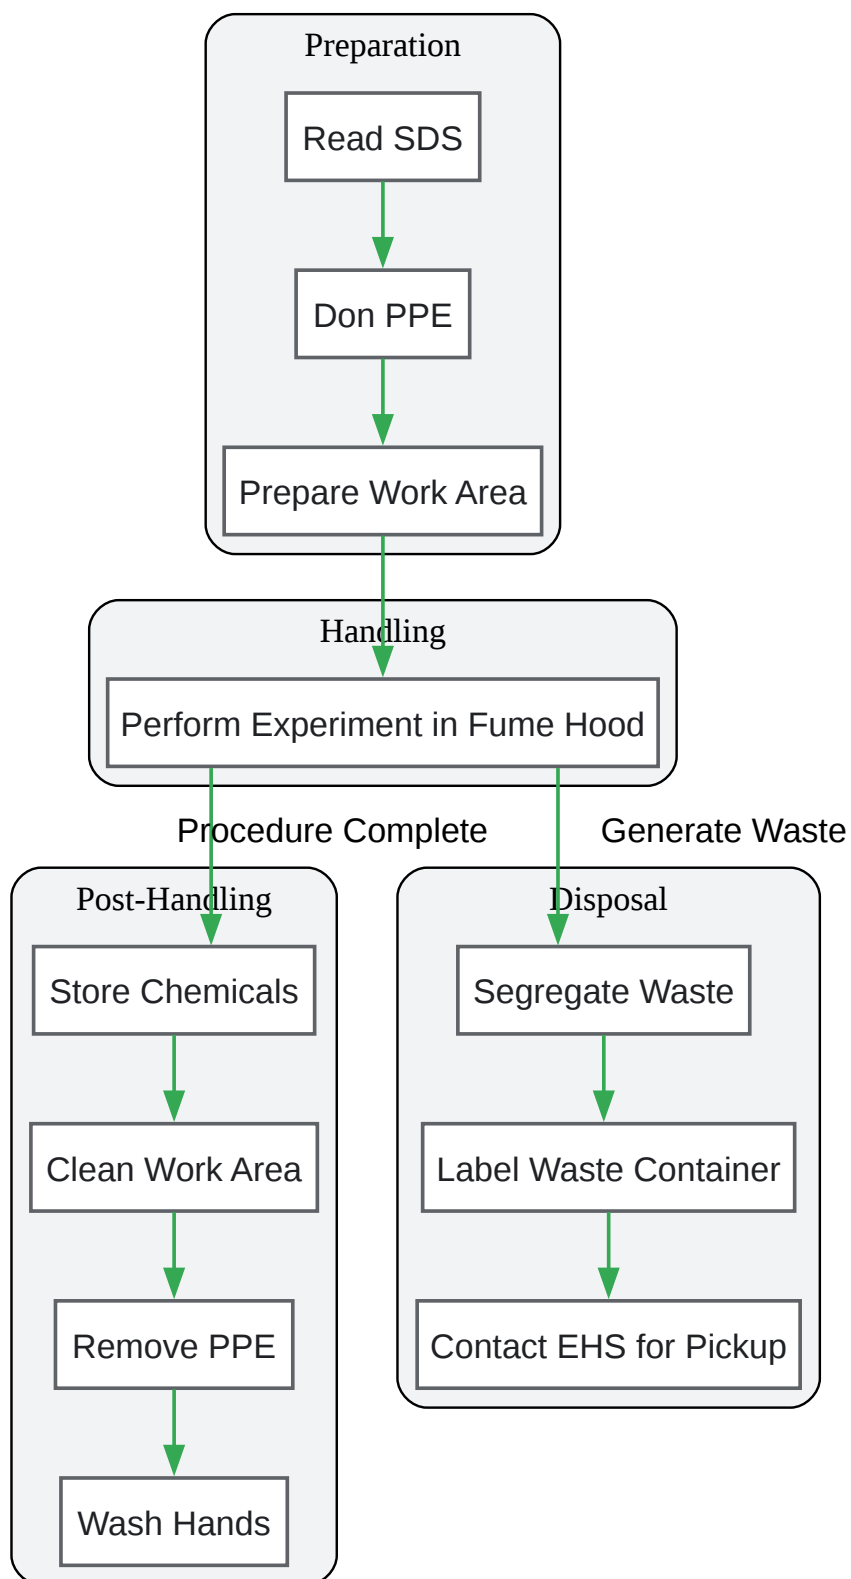 Preparation
Read SDS
Don PPE
Prepare Work Area
Handling
Perform Experiment in Fume Hood
Procedure Complete
Generate Waste
Post-Handling
Store Chemicals
Clean Work Area
Remove PPE
Wash Hands
Disposal
Segregate Waste
Label Waste Container
Contact EHS for Pickup